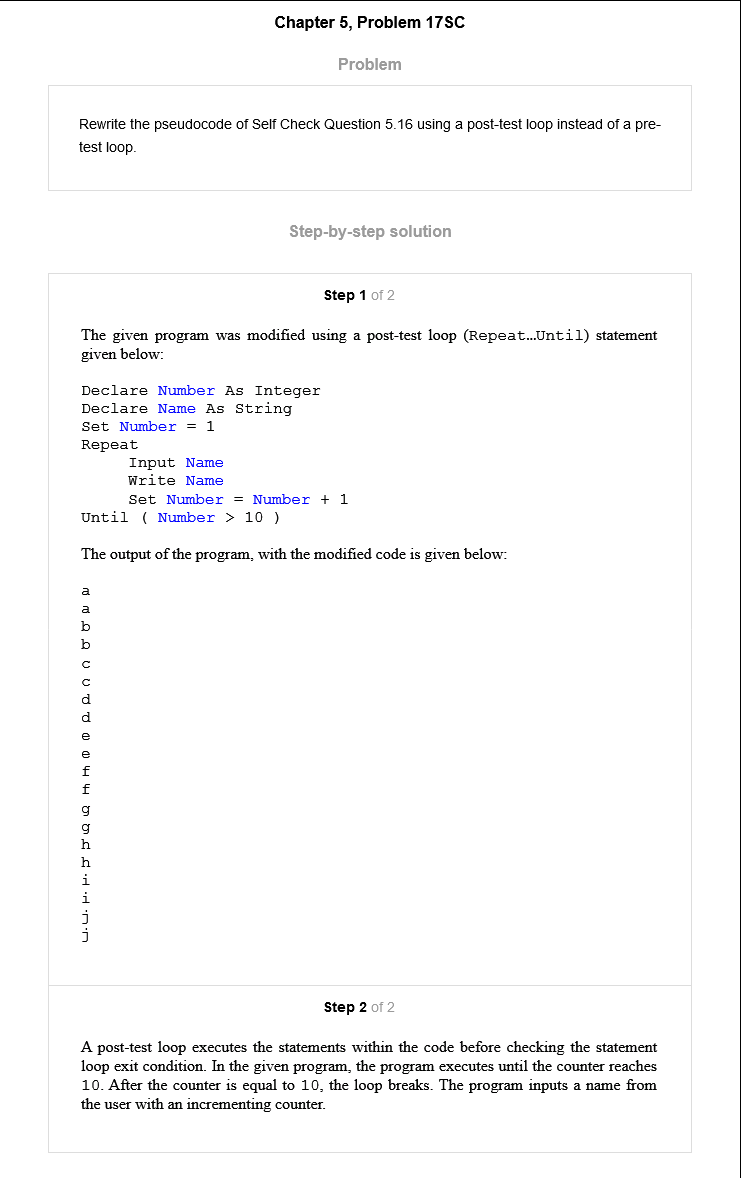 Chapter 5, Problem 17SC
Problem
Rewrite the pseudocode of Self Check Question 5.16 using a post-test loop instead of a pre-
test loop.
Step-by-step solution
Step 1 of 2
The given program was modified using a post-test loop (Repeat…Until) statement
given below:
Declare Number As Integer
Declare Name As String
Set Number = 1
Repeat
Input Name
Write Name
Set Number = Number + 1
Until ( Number > 10 )
The output of the program, with the modified code is given below:
a
a
b
b
c
c
d
d
e
e
f
f
g
g
h
h
i
i
j
j
Step 2 of 2
A post-test loop executes the statements within the code before checking the statement
loop exit condition. In the given program, the program executes until the counter reaches
10. After the counter is equal to 10, the loop breaks. The program inputs a name from
the user with an incrementing counter.